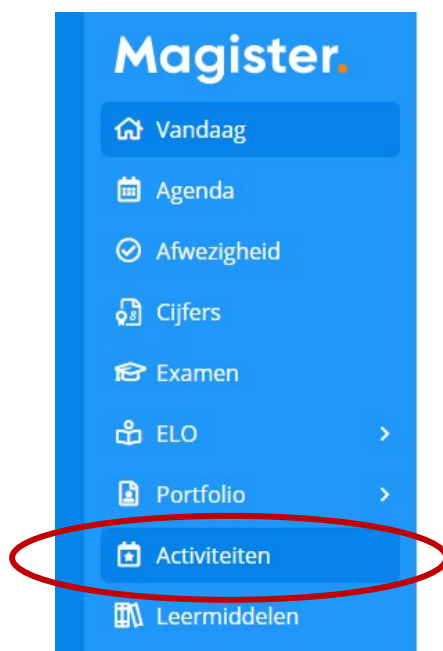 Magister.
Vandaag
Agenda
Afwezigheid
Cijfers
Examen
ELO
Portfolio
Activiteiten
Leermiddelen